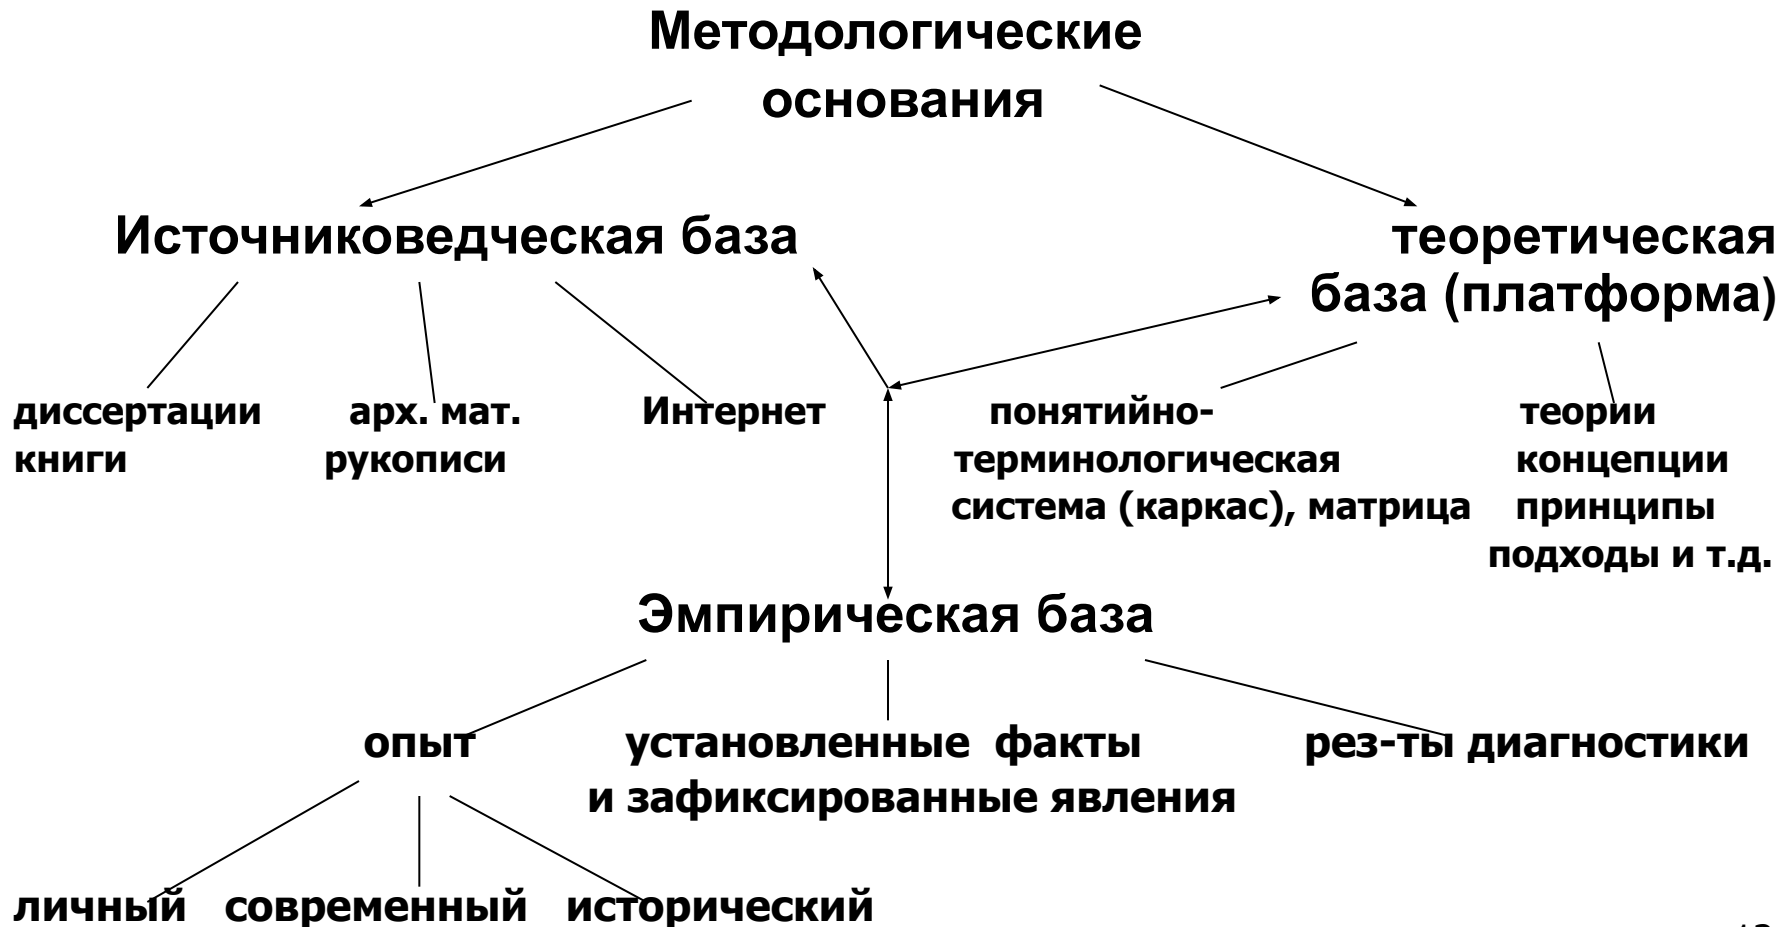 Методологические
основания
Источниковедческая база
теоретическая
база (платформа)
диссертации
книги
арх. мат.
рукописи
Интернет
понятийно-
терминологическая
система (каркас), матрица
теории
концепции
принципы
подходы и т.д.
Эмпирическая база
опыт
установленные факты
и зафиксированные явления
рез-ты диагностики
личный
современный
исторический